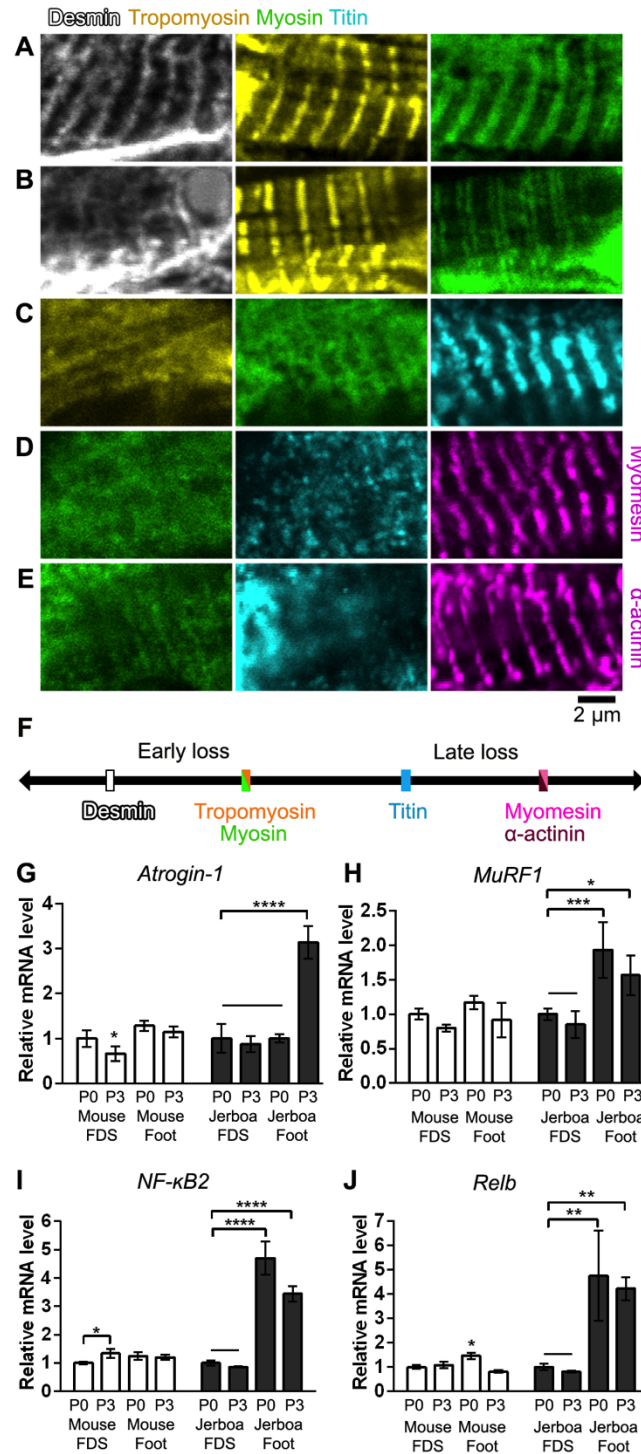 Desmin Tropomyosin Myosin Titin
A
B
C
D
Myomesin
E
α-actinin
2 µm
F
Early loss Late loss
Desmin Tropomyosin Titin Myomesin
Myosin α-actinin
G Atrogin-1
Relative mRNA level
5
4
3
2
1
0
*
****
P0 P3 P0 P3 P0 P3 P0 P3
Mouse Mouse Jerboa Jerboa
FDS Foot FDS Foot
H MuRF1
Relative mRNA level
2.5
2.0
1.5
1.0
0.5
0.0
*
***
P0 P3 P0 P3 P0 P3 P0 P3
Mouse Mouse Jerboa Jerboa
FDS Foot FDS Foot
I NF-κB2
Relative mRNA level
7
6
5
4
3
2
1
0
*
****
****
P0 P3 P0 P3 P0 P3 P0 P3
Mouse Mouse Jerboa Jerboa
FDS Foot FDS Foot
J Relb
Relative mRNA level
7
6
5
4
3
2
1
0
*
**
**
P0 P3 P0 P3 P0 P3 P0 P3
Mouse Mouse Jerboa Jerboa
FDS Foot FDS Foot